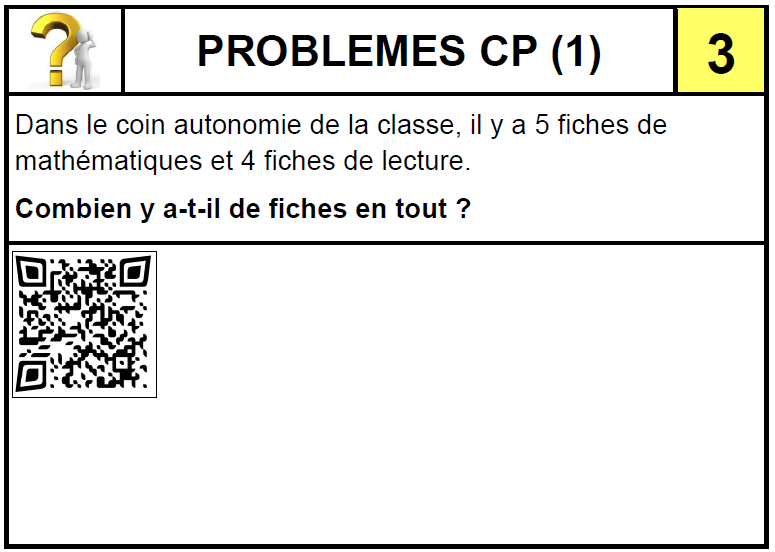 PROBLEMES CP (1)
3
Dans le coin autonomie de la classe, il y a 5 fiches de
mathématiques et 4 fiches de lecture.
Combien y a-t-il de fiches en tout ?